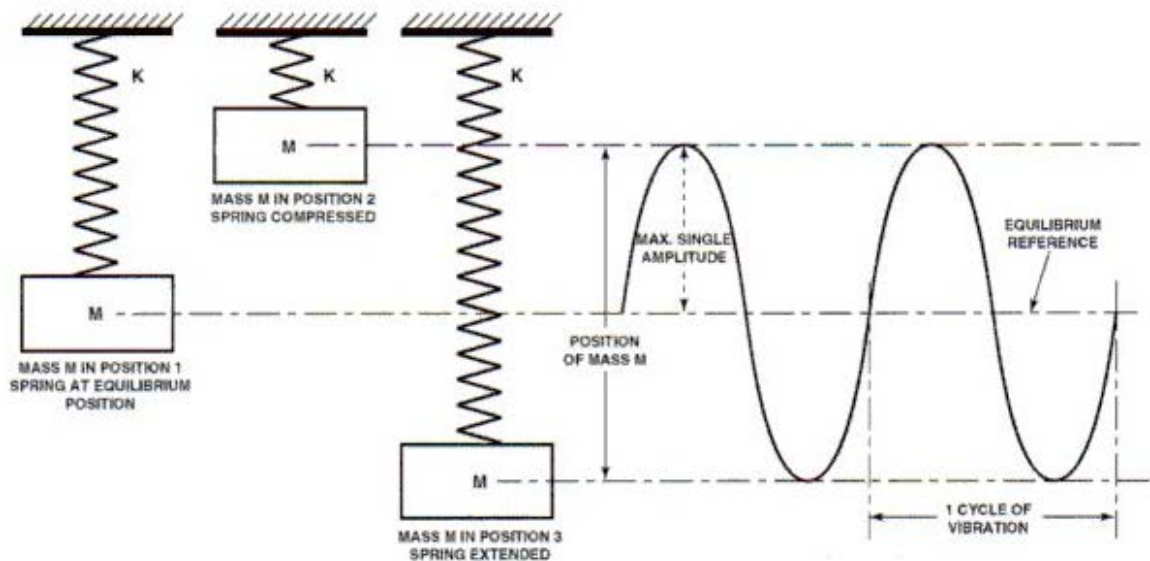 K
M
MASS M IN POSITION 1
SPRING AT EQUILIBRIUM
POSITION
K
M
MASS M IN POSITION 2
SPRING COMPRESSED
K
M
MASS M IN POSITION 3
SPRING EXTENDED
MAX. SINGLE
AMPLITUDE
POSITION
OF MASS M
EQUILIBRIUM
REFERENCE
1 CYCLE OF
VIBRATION